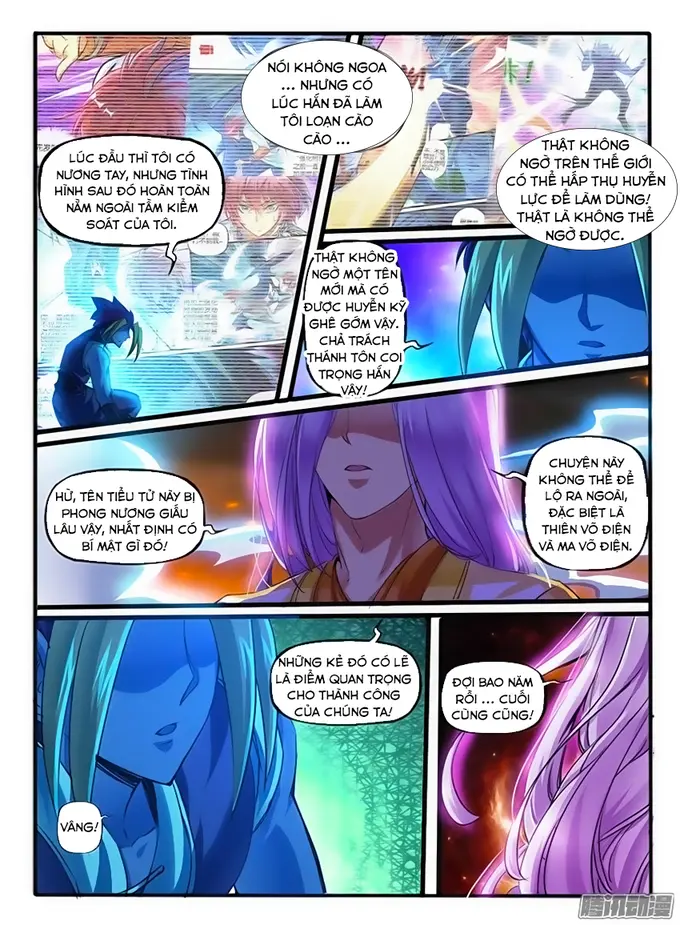 NÓI KHÔNG NGOA
... NHƯNG CÓ
LÚC HẮN ĐÃ LÀM
TÔI LOẠN CÀO
CÀO ...
LÚC ĐẦU THÌ TÔI CÓ
NƯƠNG TAY, NHƯNG TÌNH
HÌNH SAU ĐÓ HOÀN TOÀN
NẰM NGOÀI TẦM KIỂM
SOÁT CỦA TÔI.
THẬT KHÔNG
NGỜ TRÊN THẾ GIỚI
CÓ THỂ HẤP THỤ HUYỄN
LỰC ĐỂ LÀM DÙNG!
THẬT LÀ KHÔNG THỂ
NGỜ ĐƯỢC.
THẬT KHÔNG
NGỜ MỘT TÊN
MỚI MÀ CÓ
ĐƯỢC HUYỄN KỸ
GHÊ GỚM VẬY.
CHẢ TRÁCH
THÁNH TÔN COI
TRỌNG HẮN
VẬY!
HỪ, TÊN TIỂU TỬ NÀY BỊ
PHONG NƯƠNG GIẤU
LÂU VẬY, NHẤT ĐỊNH CÓ
BÍ MẬT GÌ ĐÓ!
CHUYỆN NÀY
KHÔNG THỂ ĐỂ
LỘ RA NGOÀI,
ĐẶC BIỆT LÀ
THIÊN VÕ ĐIỆN
VÀ MA VÕ ĐIỆN.
NHỮNG KẺ ĐÓ CÓ LẼ
LÀ ĐIỂM QUAN TRỌNG
CHO THÀNH CÔNG
CỦA CHÚNG TA!
VÂNG!
ĐỢI BAO NĂM
RỒI ... CUỐI
CÙNG CŨNG!
腾讯动漫